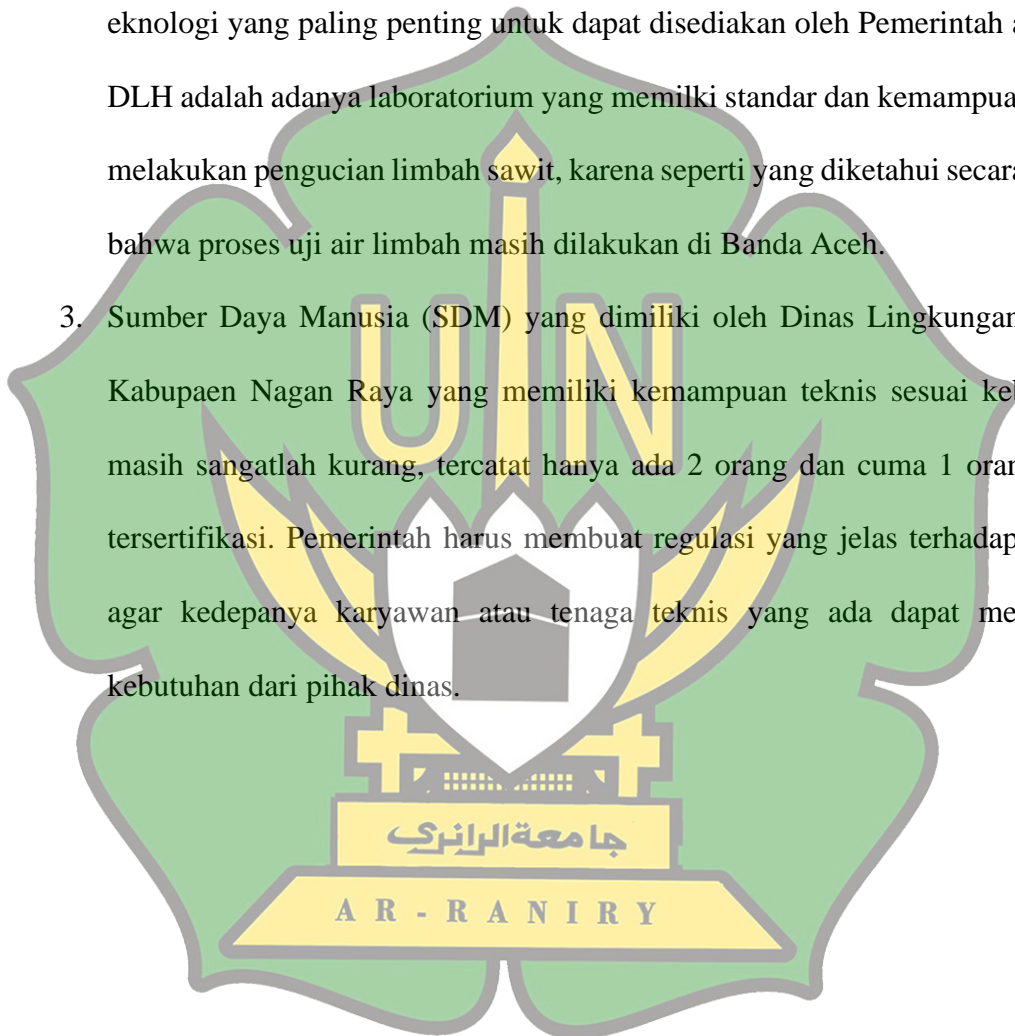 eknologi yang paling penting untuk dapat disediakan oleh Pemerintah a
DLH adalah adanya laboratorium yang memilki standar dan kemampua
melakukan pengucian limbah sawit, karena seperti yang diketahui secara
bahwa proses uji air limbah masih dilakukan di Banda Aceh.
3. Sumber Daya Manusia (SDM) yang dimiliki oleh Dinas Lingkungan
Kabupaen Nagan Raya yang memiliki kemampuan teknis sesuai keb
masih sangatlah kurang, tercatat hanya ada 2 orang dan cuma 1 oran
tersertifikasi. Pemerintah harus membuat regulasi yang jelas terhadap
agar kedepanya karyawan atau tenaga teknis yang ada dapat me
kebutuhan dari pihak dinas.
UIN
جامعة الرانري
AR-RANIRY